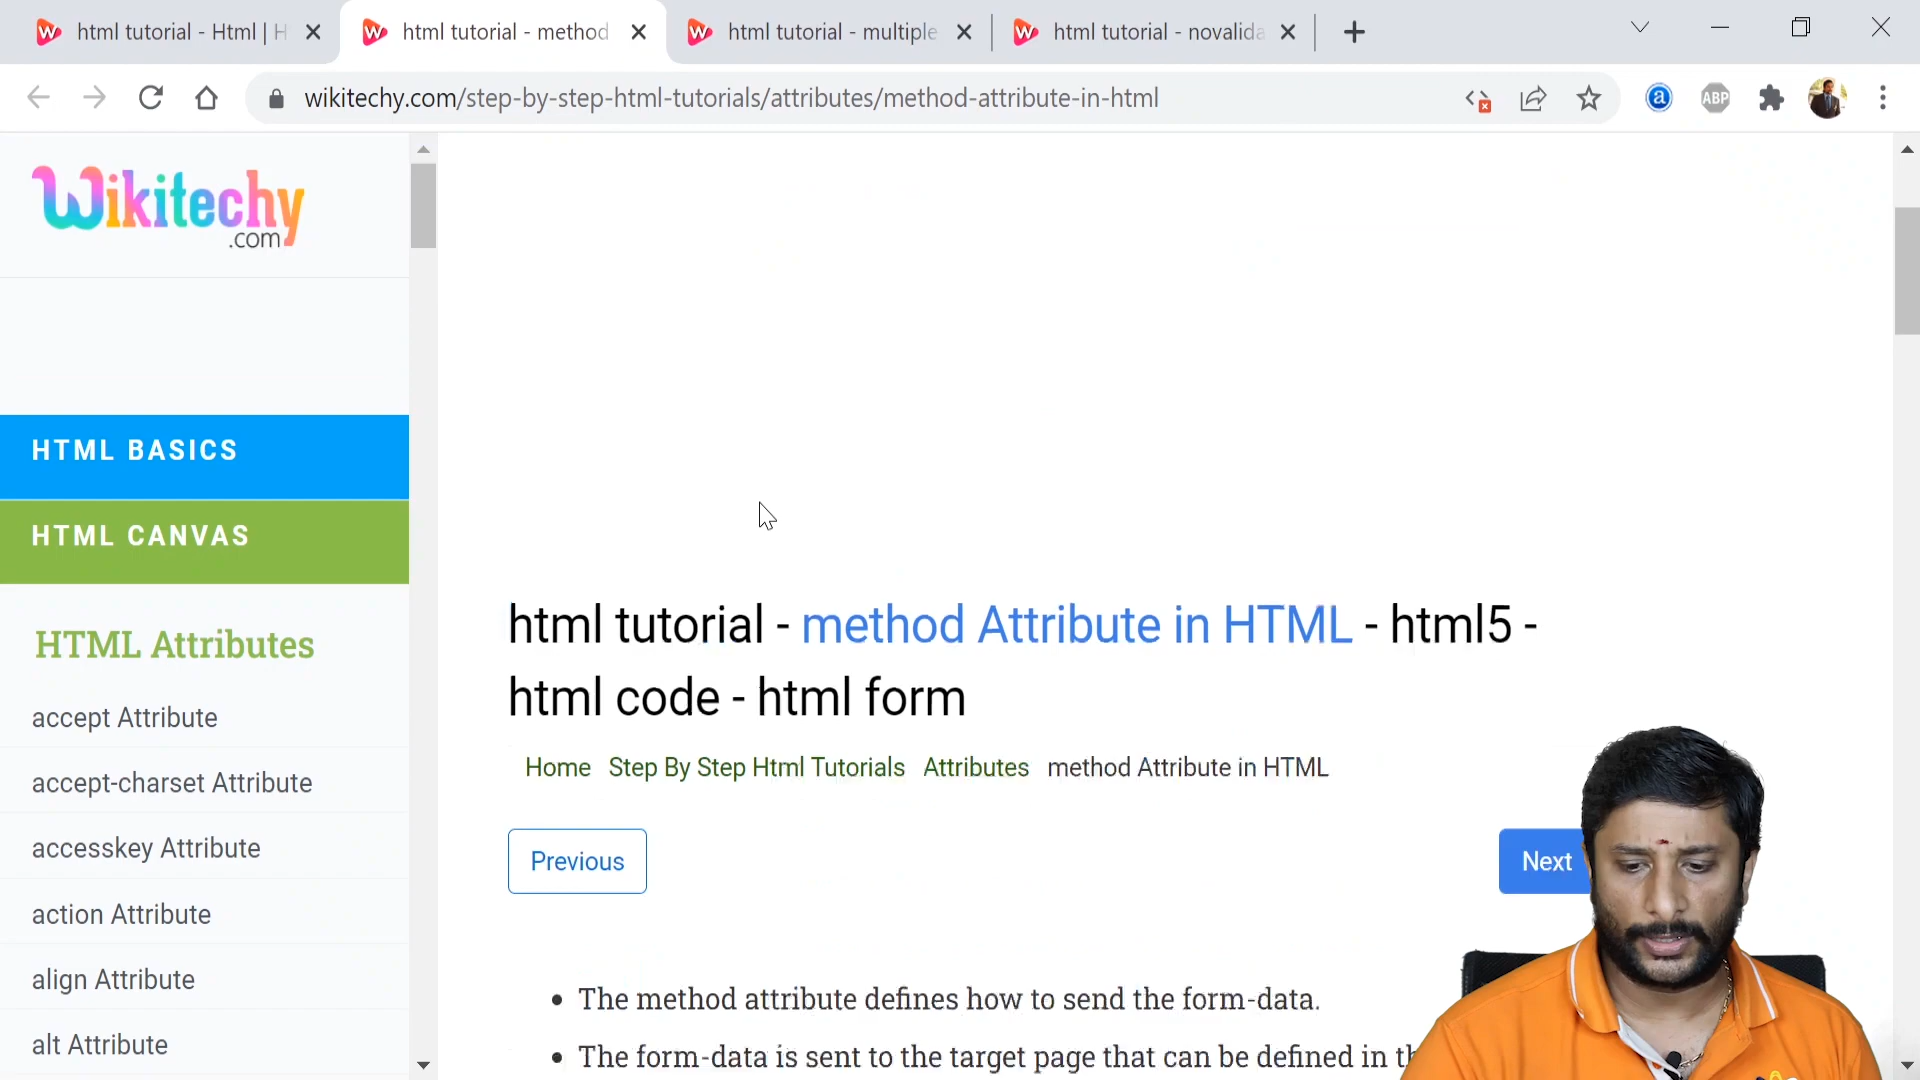 html tutorial - Html | H
html tutorial - method
html tutorial - multiple
html tutorial - novalida
wikitechy.com/step-by-step-html-tutorials/attributes/method-attribute-in-html
a
ABP
Wikitechy
.com
HTML BASICS
HTML CANVAS
HTML Attributes
accept Attribute
accept-charset Attribute
accesskey Attribute
action Attribute
align Attribute
alt Attribute
html tutorial - method Attribute in HTML - html5 -
html code - html form
Home Step By Step Html Tutorials Attributes method Attribute in HTML
Previous
Next
• The method attribute defines how to send the form-data.
• The form-data is sent to the target page that can be defined in th